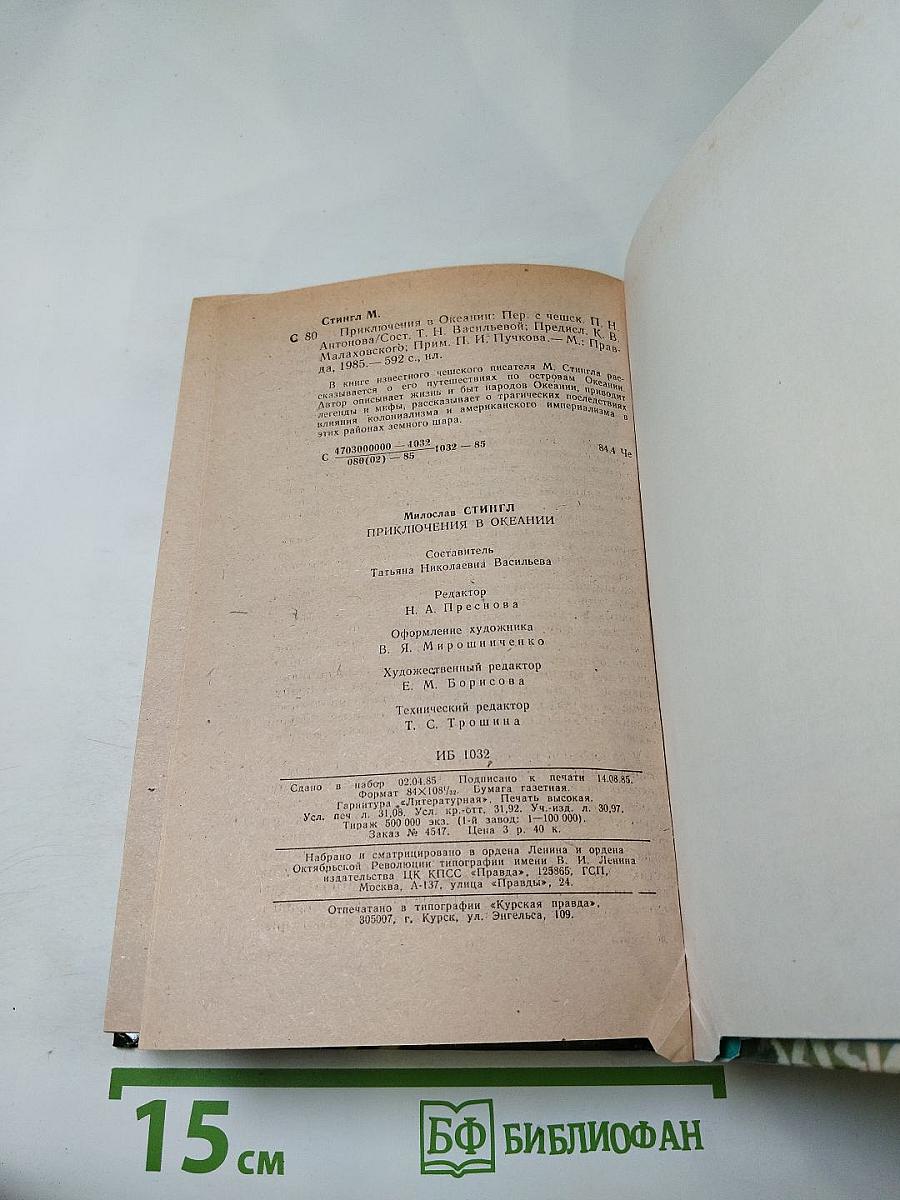 Стингл М.
С 80 Приключения в Океании: Пер. с чешск. П. Н.
Антонова/Сост. Т. Н. Васильевой; Предисл. К. В.
Малаховского; Прим. П. И. Пучкова.— М.: Прав-
да, 1985.— 592 с., ил.
В книге известного чешского писателя М. Стингла рас-
сказывается о его путешествиях по островам Океании.
Автор описывает жизнь и быт народов Океании, приводит
легенды и мифы, рассказывает о трагических последствиях
влияния колониализма и американского империализма в
этих районах земного шара.
С 4703000000 — 1032 1032 — 85 84.4 Че
080(02) — 85
Милослав СТИНГЛ
ПРИКЛЮЧЕНИЯ В ОКЕАНИИ
Составитель
Татьяна Николаевна Васильева
Редактор
Н. А. Преснова
Оформление художника
В. Я. Мирошниченко
Художественный редактор
Е. М. Борисова
Технический редактор
Т. С. Трошина
ИБ 1032
Сдано в набор 02.04.85 Подписано к печати 14.08.85.
Формат 84×108¹/₃₂. Бумага газетная.
Гарнитура «Литературная». Печать высокая.
Усл. печ л. 31,08. Усл. кр.-отт. 31,92. Уч.-изд. л. 30,97.
Тираж 500 000 экз. (1-й завод: 1—100 000).
Заказ № 4547. Цена 3 р. 40 к.
Набрано и сматрицировано в ордена Ленина и ордена
Октябрьской Революции типографии имени В. И. Ленина
издательства ЦК КПСС «Правда», 125865, ГСП,
Москва, А-137, улица «Правды», 24.
Отпечатано в типографии «Курская правда».
305007, г. Курск, ул. Энгельса, 109.
15 см
БФ БИБЛИОФАН